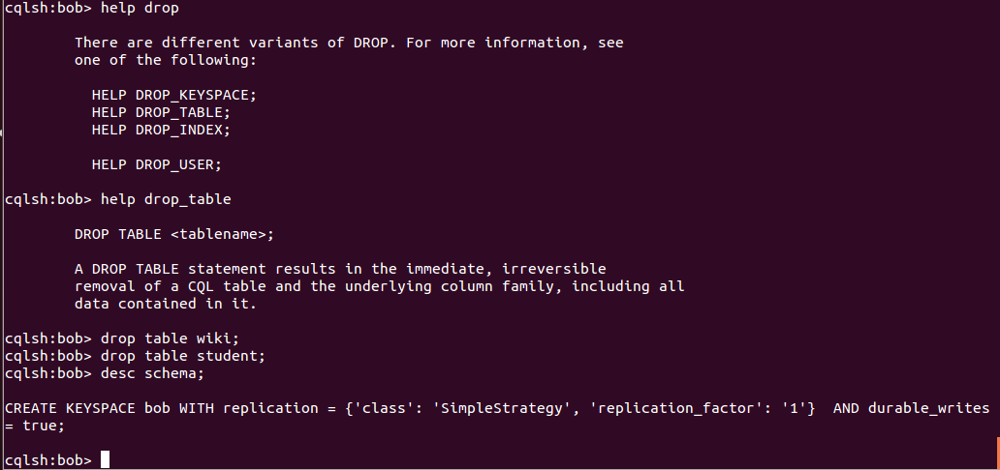 cqlsh:bob> help drop
There are different variants of DROP. For more information, see
one of the following:
HELP DROP_KEYSPACE;
HELP DROP_TABLE;
HELP DROP_INDEX;
HELP DROP_USER;
cqlsh:bob> help drop_table
DROP TABLE <tablename>;
A DROP TABLE statement results in the immediate, irreversible
removal of a CQL table and the underlying column family, including all
data contained in it.
cqlsh:bob> drop table wiki;
cqlsh:bob> drop table student;
cqlsh:bob> desc schema;
CREATE KEYSPACE bob WITH replication = {'class': 'SimpleStrategy', 'replication_factor': '1'}  AND durable_writes
= true;
cqlsh:bob>